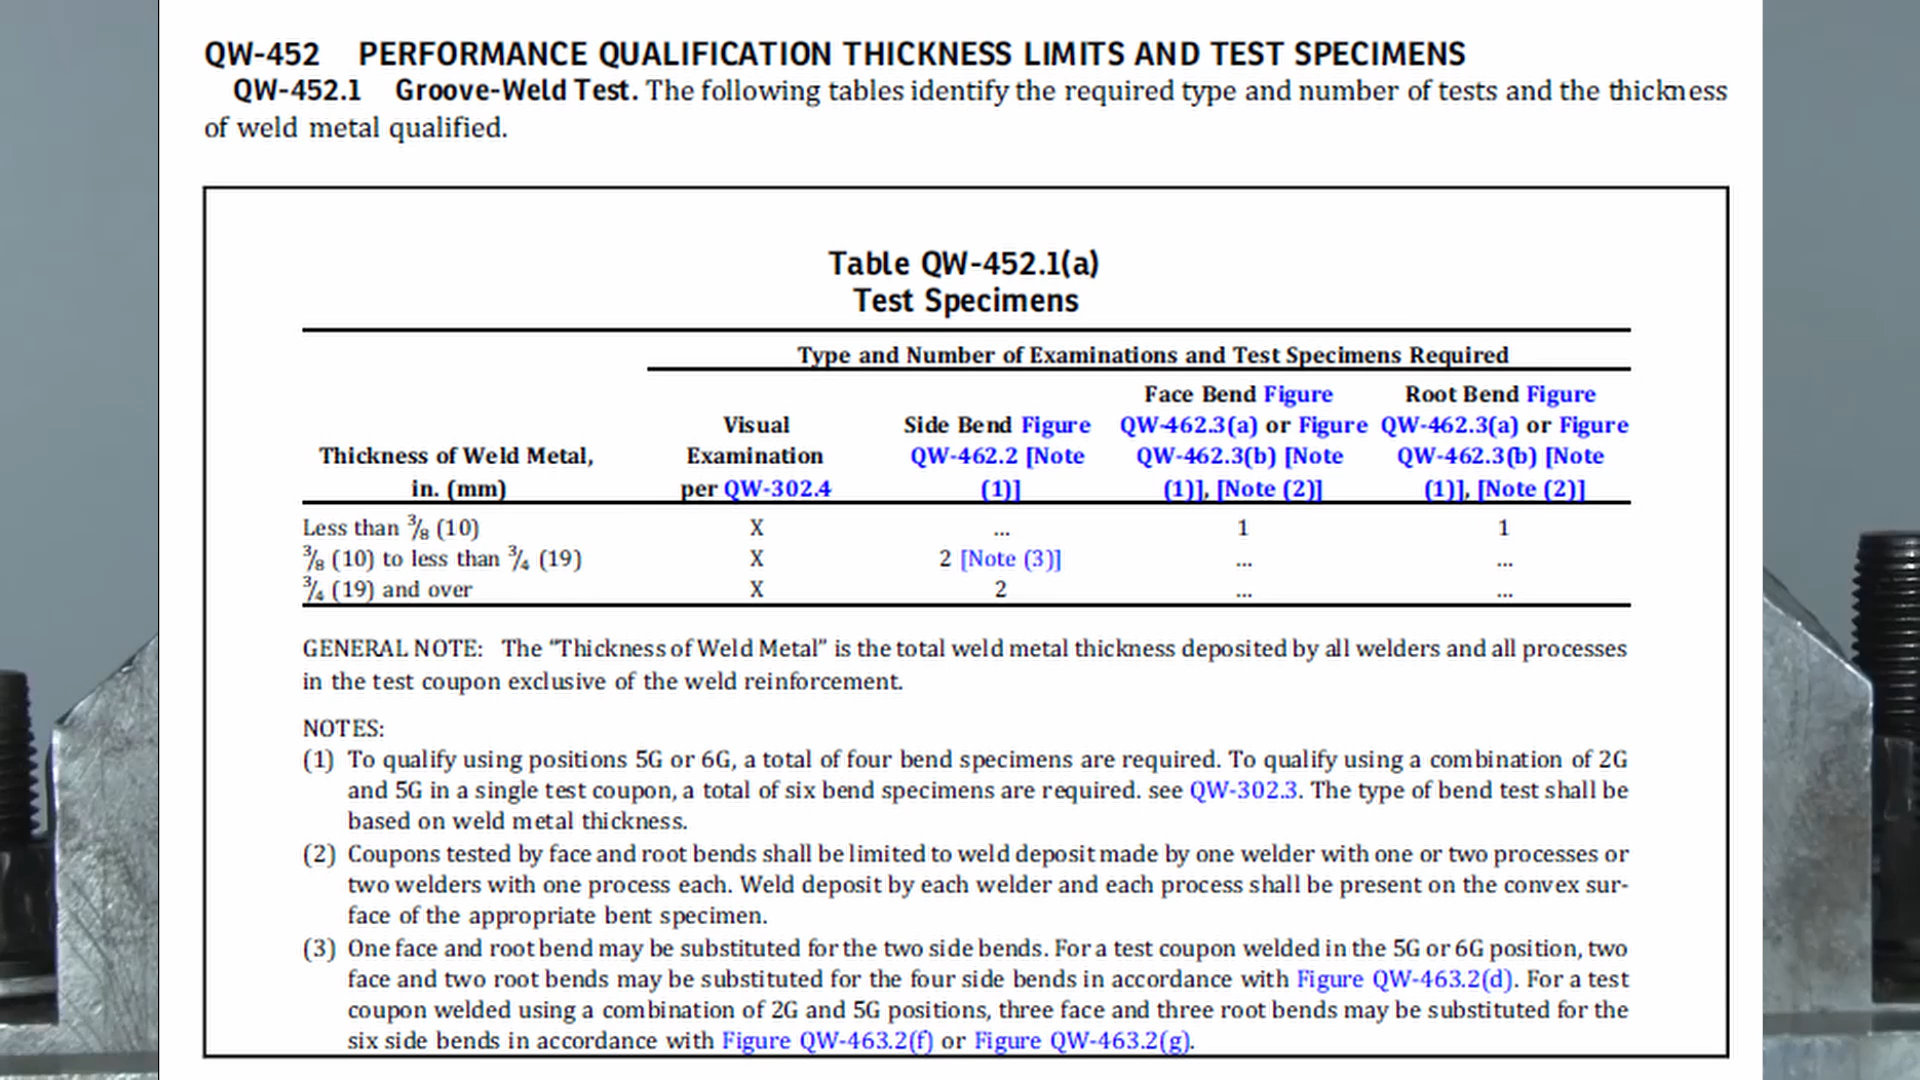 QW-452 PERFORMANCE QUALIFICATION THICKNESS LIMITS AND TEST SPECIMENS
QW-452.1 Groove-Weld Test. The following tables identify the required type and number of tests and the thickness
of weld metal qualified.
Table QW-452.1(a)
Test Specimens
Type and Number of Examinations and Test Specimens Required
Thickness of Weld Metal, in. (mm)
Visual Examination per QW-302.4
Side Bend Figure QW-462.2 [Note (1)]
Face Bend Figure QW-462.3(a) or Figure QW-462.3(b) [Note (1)], [Note (2)]
Root Bend Figure QW-462.3(a) or Figure QW-462.3(b) [Note (1)], [Note (2)]
Less than 3/8 (10) X ... 1 1
3/8 (10) to less than 3/4 (19) X 2 [Note (3)] ... ...
3/4 (19) and over X 2 ... ...
GENERAL NOTE: The "Thickness of Weld Metal" is the total weld metal thickness deposited by all welders and all processes
in the test coupon exclusive of the weld reinforcement.
NOTES:
(1) To qualify using positions 5G or 6G, a total of four bend specimens are required. To qualify using a combination of 2G
and 5G in a single test coupon, a total of six bend specimens are required. see QW-302.3. The type of bend test shall be
based on weld metal thickness.
(2) Coupons tested by face and root bends shall be limited to weld deposit made by one welder with one or two processes or
two welders with one process each. Weld deposit by each welder and each process shall be present on the convex sur-
face of the appropriate bent specimen.
(3) One face and root bend may be substituted for the two side bends. For a test coupon welded in the 5G or 6G position, two
face and two root bends may be substituted for the four side bends in accordance with Figure QW-463.2(d). For a test
coupon welded using a combination of 2G and 5G positions, three face and three root bends may be substituted for the
six side bends in accordance with Figure QW-463.2(f) or Figure QW-463.2(g).